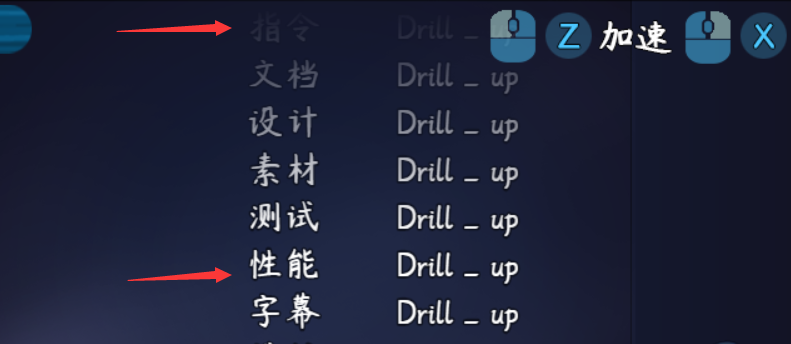 指令 Drill _ up Z 加速 X
文档 Drill _ up
设计 Drill _ up
素材 Drill _ up
测试 Drill _ up
性能 Drill _ up
字幕 Drill _ up